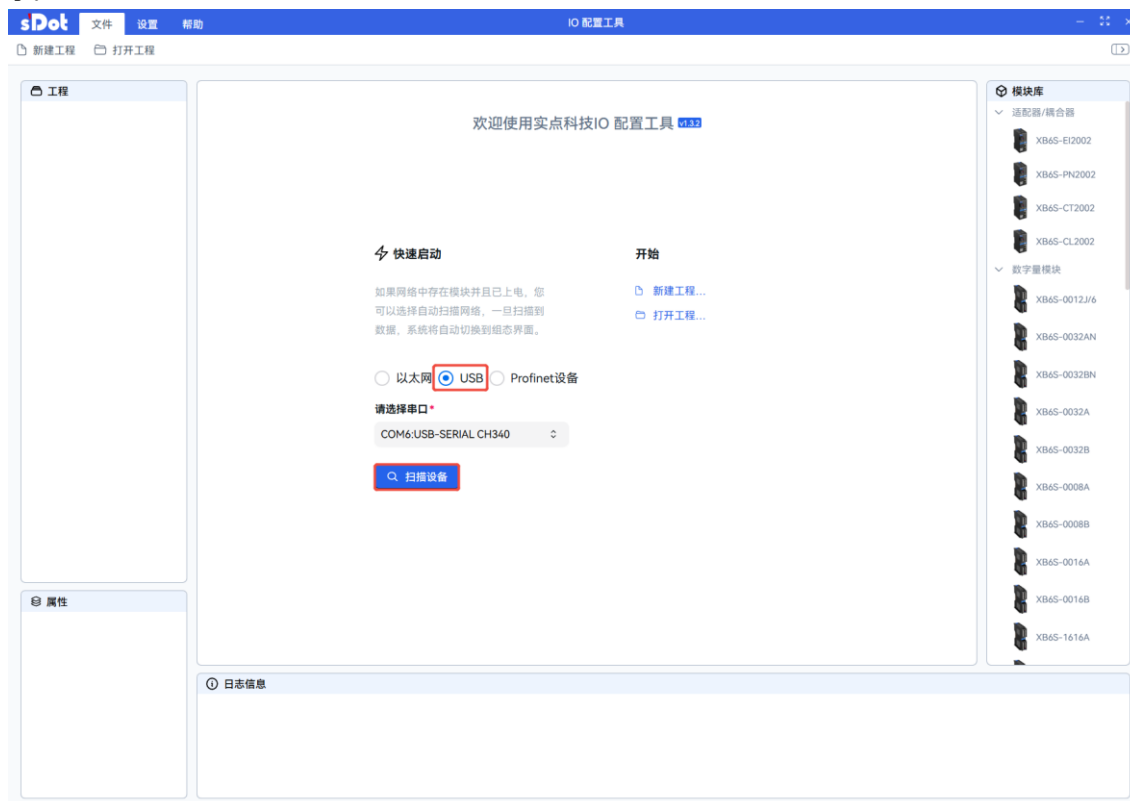 sDot 文件 设置 帮助 IO 配置工具
新建工程 打开工程
工程
欢迎使用实点科技IO 配置工具 v1.3.2
快速启动
如果网络中存在模块并且已上电，您
可以选择自动扫描网络，一旦扫描到
数据，系统将自动切换到组态界面。
以太网 USB Profinet设备
请选择串口*
COM6:USB-SERIAL CH340
扫描设备
开始
新建工程...
打开工程...
模块库
适配器/耦合器
XB6S-EI2002
XB6S-PN2002
XB6S-CT2002
XB6S-CL2002
数字量模块
XB6S-0012J/6
XB6S-0032AN
XB6S-0032BN
XB6S-0032A
XB6S-0032B
XB6S-0008A
XB6S-0008B
XB6S-0016A
XB6S-0016B
XB6S-1616A
属性
日志信息